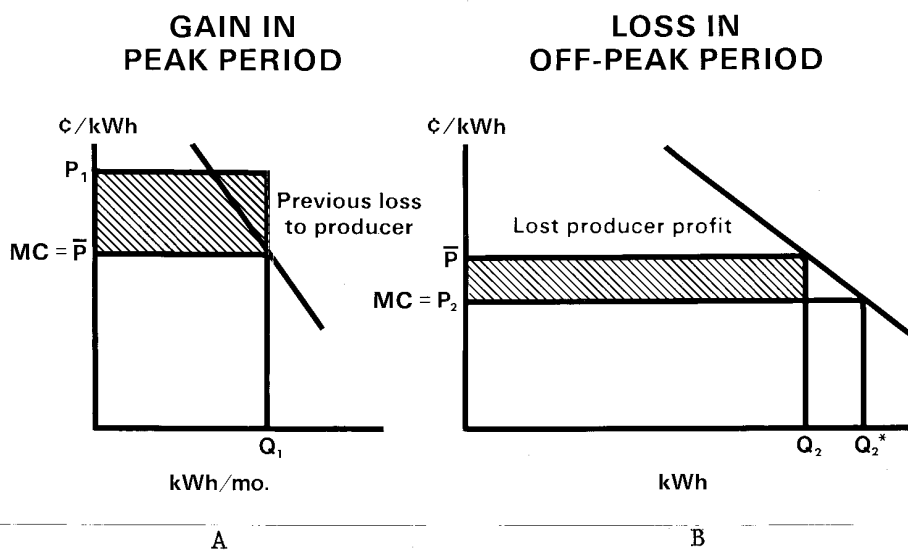 GAIN IN
PEAK PERIOD
¢/kWh
P₁
Previous loss
to producer
MC = P̅
Q₁
kWh/mo.
A
LOSS IN
OFF-PEAK PERIOD
¢/kWh
Lost producer profit
P̅
MC = P₂
Q₂
Q₂*
kWh
B